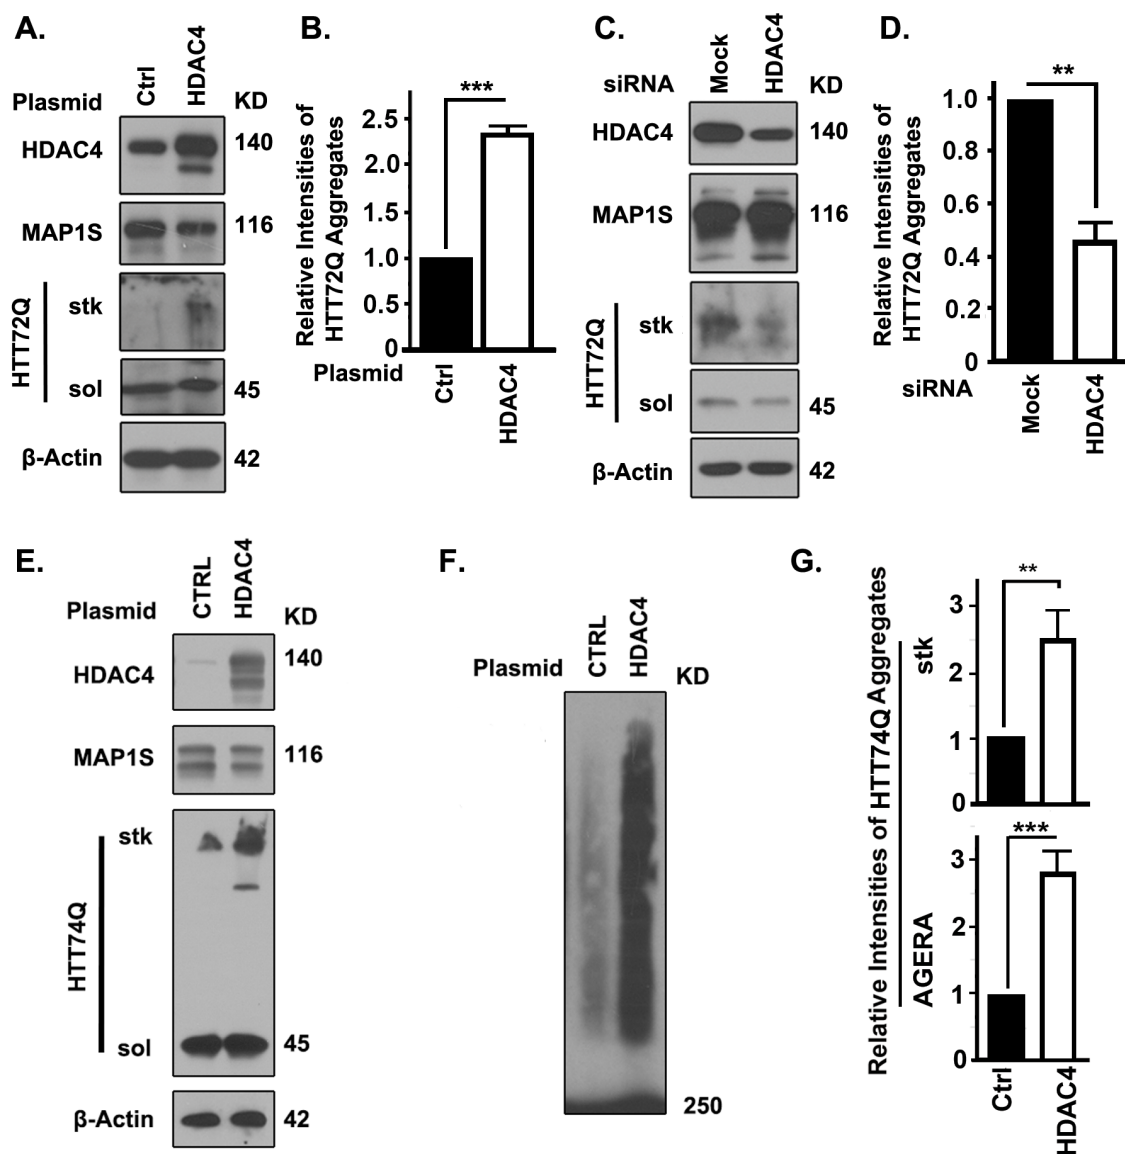 A.
Plasmid
Ctrl
HDAC4
KD
HDAC4
140
MAP1S
116
HTT72Q
stk
sol
45
β-Actin
42
B.
Relative Intensities of
HTT72Q Aggregates
***
2.5
2.0
1.5
1.0
0.5
0
Plasmid
Ctrl
HDAC4
C.
siRNA
Mock
HDAC4
KD
HDAC4
140
MAP1S
116
HTT72Q
stk
sol
45
β-Actin
42
D.
Relative Intensities of
HTT72Q Aggregates
**
1.0
0.8
0.6
0.4
0.2
0
siRNA
Mock
HDAC4
E.
Plasmid
CTRL
HDAC4
KD
HDAC4
140
MAP1S
116
HTT74Q
stk
sol
45
β-Actin
42
F.
Plasmid
CTRL
HDAC4
KD
250
G.
Relative Intensities of HTT74Q Aggregates
stk
**
3
2
1
0
AGERA
***
3
2
1
0
Ctrl
HDAC4